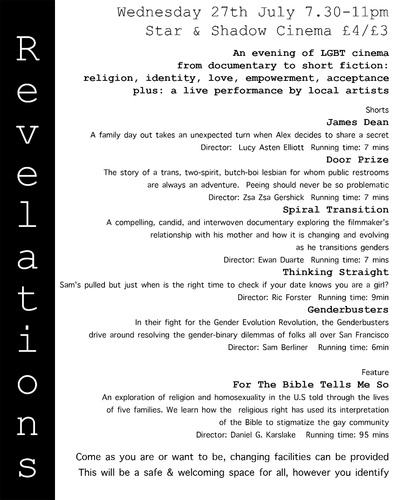 Revelations
Wednesday 27th July 7.30-11pm
Star & Shadow Cinema £4/£3
An evening of LGBT cinema
from documentary to short fiction:
religion, identity, love, empowerment, acceptance
plus: a live performance by local artists
Shorts
James Dean
A family day out takes an unexpected turn when Alex decides to share a secret
Director: Lucy Asten Elliott Running time: 7 mins
Door Prize
The story of a trans, two-spirit, butch-boi lesbian for whom public restrooms
are always an adventure. Peeing should never be so problematic
Director: Zsa Zsa Gershick Running time: 7 mins
Spiral Transition
A compelling, candid, and interwoven documentary exploring the filmmaker's
relationship with his mother and how it is changing and evolving
as he transitions genders
Director: Ewan Duarte Running time: 7 mins
Thinking Straight
Sam's pulled but just when is the right time to check if your date knows you are a girl?
Director: Ric Forster Running time: 9min
Genderbusters
In their fight for the Gender Evolution Revolution, the Genderbusters
drive around resolving the gender-binary dilemmas of folks all over San Francisco
Director: Sam Berliner Running time: 6min
Feature
For The Bible Tells Me So
An exploration of religion and homosexuality in the U.S told through the lives
of five families. We learn how the religious right has used its interpretation
of the Bible to stigmatize the gay community
Director: Daniel G. Karslake Running time: 95 mins
Come as you are or want to be, changing facilities can be provided
This will be a safe & welcoming space for all, however you identify